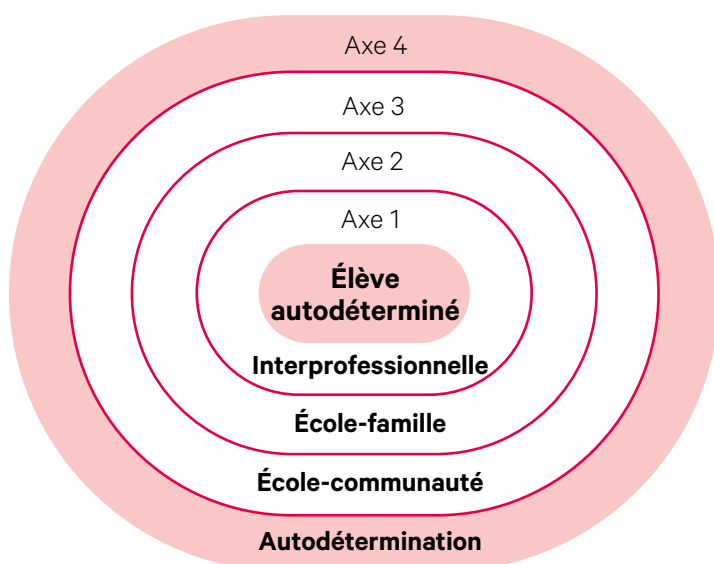 Axe 4
Axe 3
Axe 2
Axe 1
Élève
autodéterminé
Interprofessionnelle
École-famille
École-communauté
Autodétermination